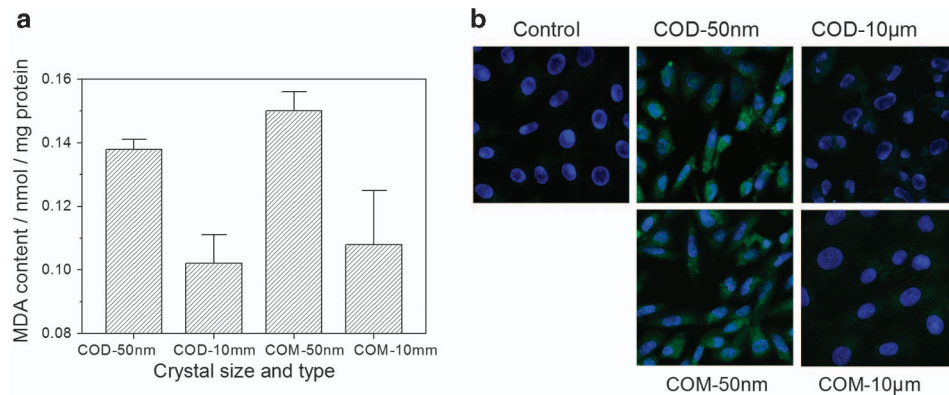 a
0.16
0.14
0.12
0.10
0.08
MDA content / nmol / mg protein
COD-50nm COD-10mm COM-50nm COM-10mm
Crystal size and type
b
Control COD-50nm COD-10μm
COM-50nm COM-10μm